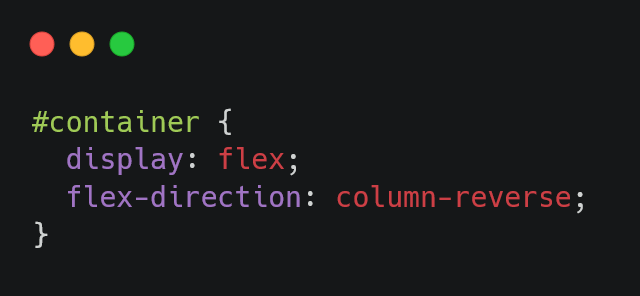 #container {
  display: flex;
  flex-direction: column-reverse;
}